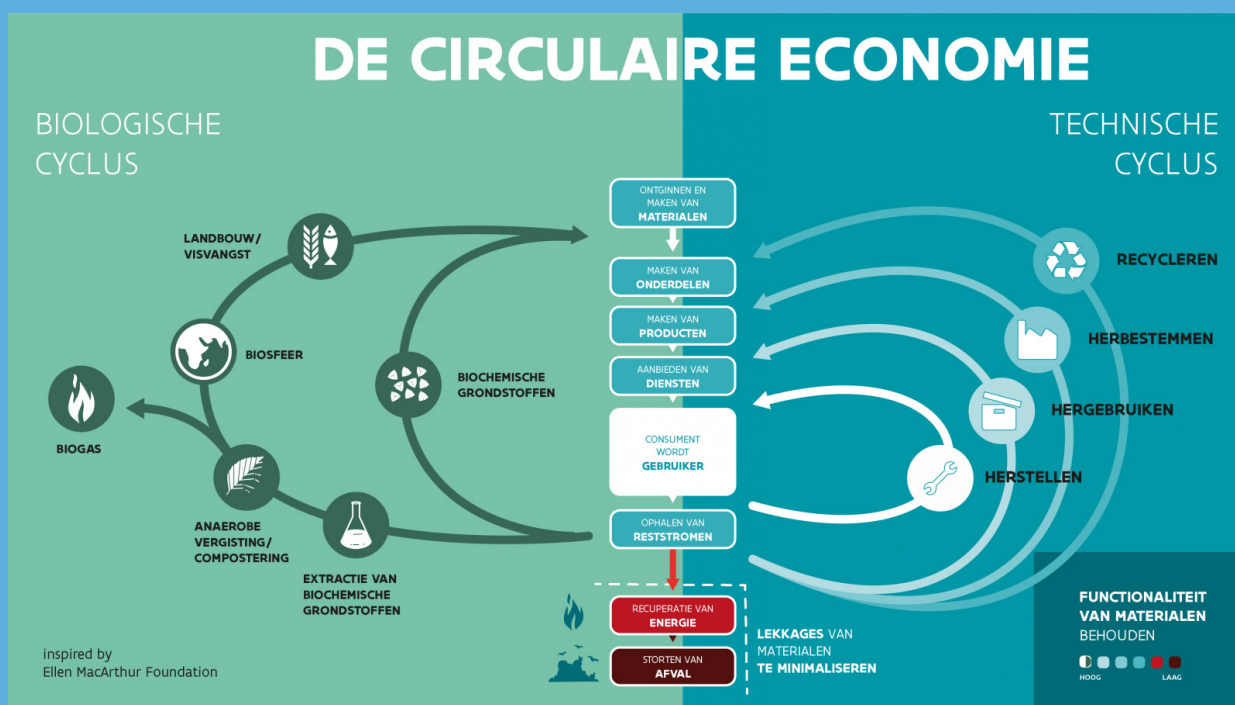 DE CIRCULAIRE ECONOMIE
BIOLOGISCHE
CYCLUS
TECHNISCHE
CYCLUS
ONTGINNEN EN
MAKEN VAN
MATERIALEN
MAKEN VAN
ONDERDELEN
MAKEN VAN
PRODUCTEN
AANBIEDEN VAN
DIENSTEN
CONSUMENT
WORDT
GEBRUIKER
OPHALEN VAN
RESTSTROMEN
RECUPERATIE VAN
ENERGIE
STORTEN VAN
AFVAL
LANDBOUW/
VISVANGST
BIOSFEER
BIOCHEMISCHE
GRONDSTOFFEN
BIOGAS
ANAEROBE
VERGISTING/
COMPOSTERING
EXTRACTIE VAN
BIOCHEMISCHE
GRONDSTOFFEN
RECYCLEREN
HERBESTEMMEN
HERGEBRUIKEN
HERSTELLEN
LEKKAGES VAN
MATERIALEN
TE MINIMALISEREN
FUNCTIONALITEIT
VAN MATERIALEN
BEHOUDEN
HOOG LAAG
inspired by
Ellen MacArthur Foundation